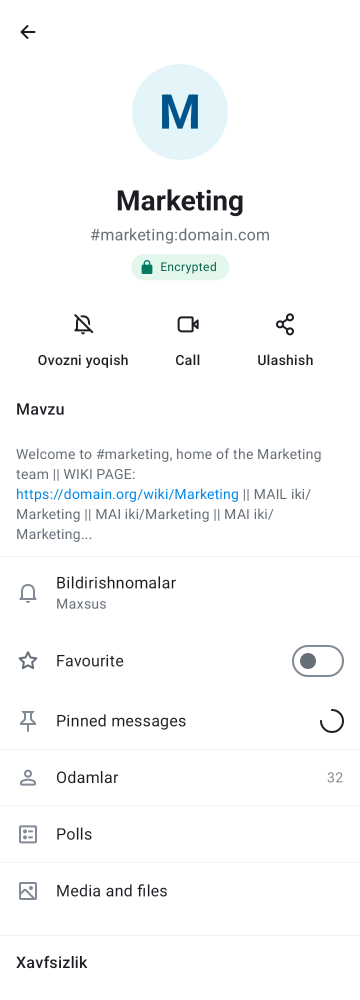 M
Marketing
#marketing:domain.com
Encrypted
Ovozni yoqish
Call
Ulashish
Mavzu
Welcome to #marketing, home of the Marketing
team || WIKI PAGE:
https://domain.org/wiki/Marketing || MAIL iki/
Marketing || MAI iki/Marketing || MAI iki/
Marketing...
Bildirishnomalar
Maxsus
Favourite
Pinned messages
Odamlar 32
Polls
Media and files
Xavfsizlik